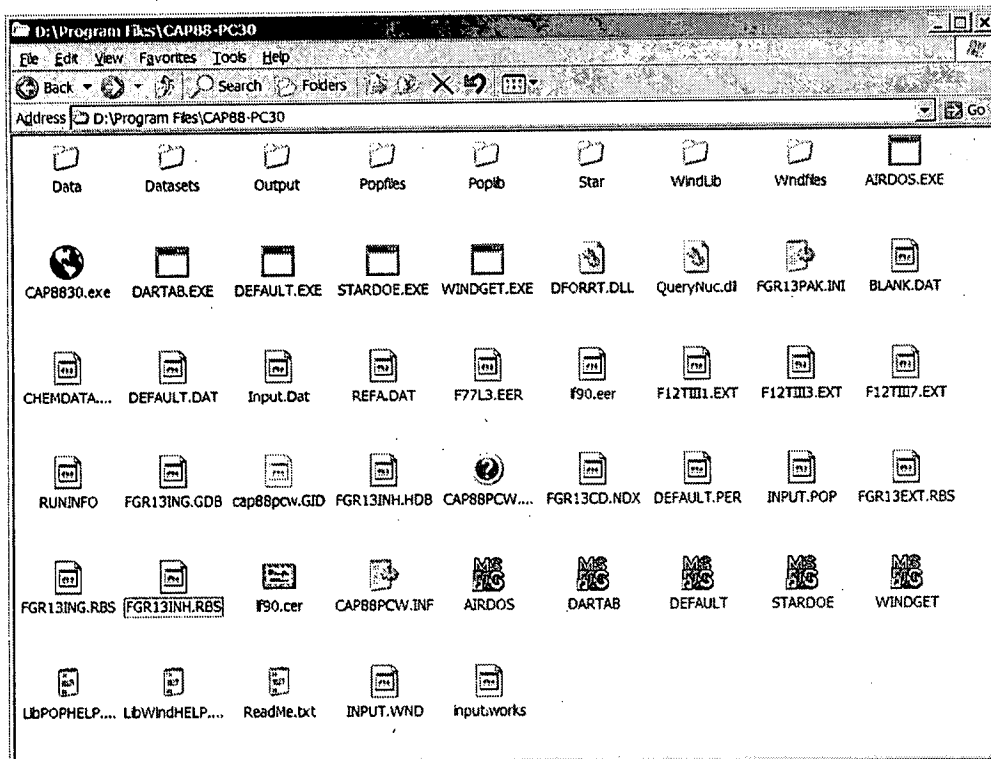 D:\Program Files\CAP88-PC30
File Edit View Favorites Tools Help
Back Search Folders
Address D:\Program Files\CAP88-PC30 Go
Data Datasets Output Popfiles Poplib Star WindLib Wndfiles AIRDOS.EXE
CAP8830.exe DARTAB.EXE DEFAULT.EXE STARDOE.EXE WINDGET.EXE DFORRT.DLL QueryNuc.dl FGR13PAK.INI BLANK.DAT
CHEMDATA.... DEFAULT.DAT Input.Dat REFA.DAT F77L3.EER lf90.eer F12TIII1.EXT F12TIII3.EXT F12TIII7.EXT
RUNINFO FGR13ING.GDB cap88pcw.GID FGR13INH.HDB CAP88PCW.... FGR13CD.NDX DEFAULT.PER INPUT.POP FGR13EXT.RBS
FGR13ING.RBS FGR13INH.RBS lf90.cer CAP88PCW.INF AIRDOS DARTAB DEFAULT STARDOE WINDGET
LibPOPHELP.... LibWindHELP.... ReadMe.txt INPUT.WND input.works